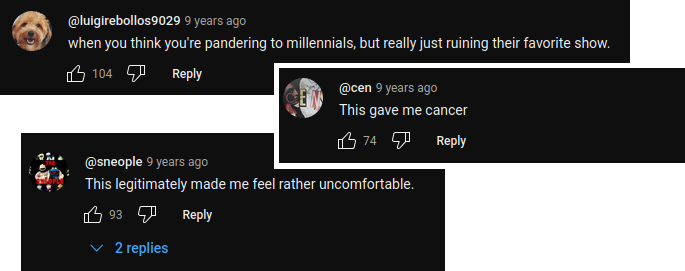 @luigirebollos9029 9 years ago
when you think you're pandering to millennials, but really just ruining their favorite show.
104 Reply
@cen 9 years ago
This gave me cancer
74 Reply
@sneople 9 years ago
This legitimately made me feel rather uncomfortable.
93 Reply
2 replies